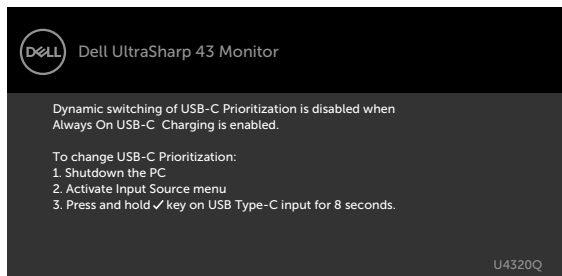 DELL
Dell UltraSharp 43 Monitor
Dynamic switching of USB-C Prioritization is disabled when
Always On USB-C Charging is enabled.
To change USB-C Prioritization:
1. Shutdown the PC
2. Activate Input Source menu
3. Press and hold ✓ key on USB Type-C input for 8 seconds.
U4320Q